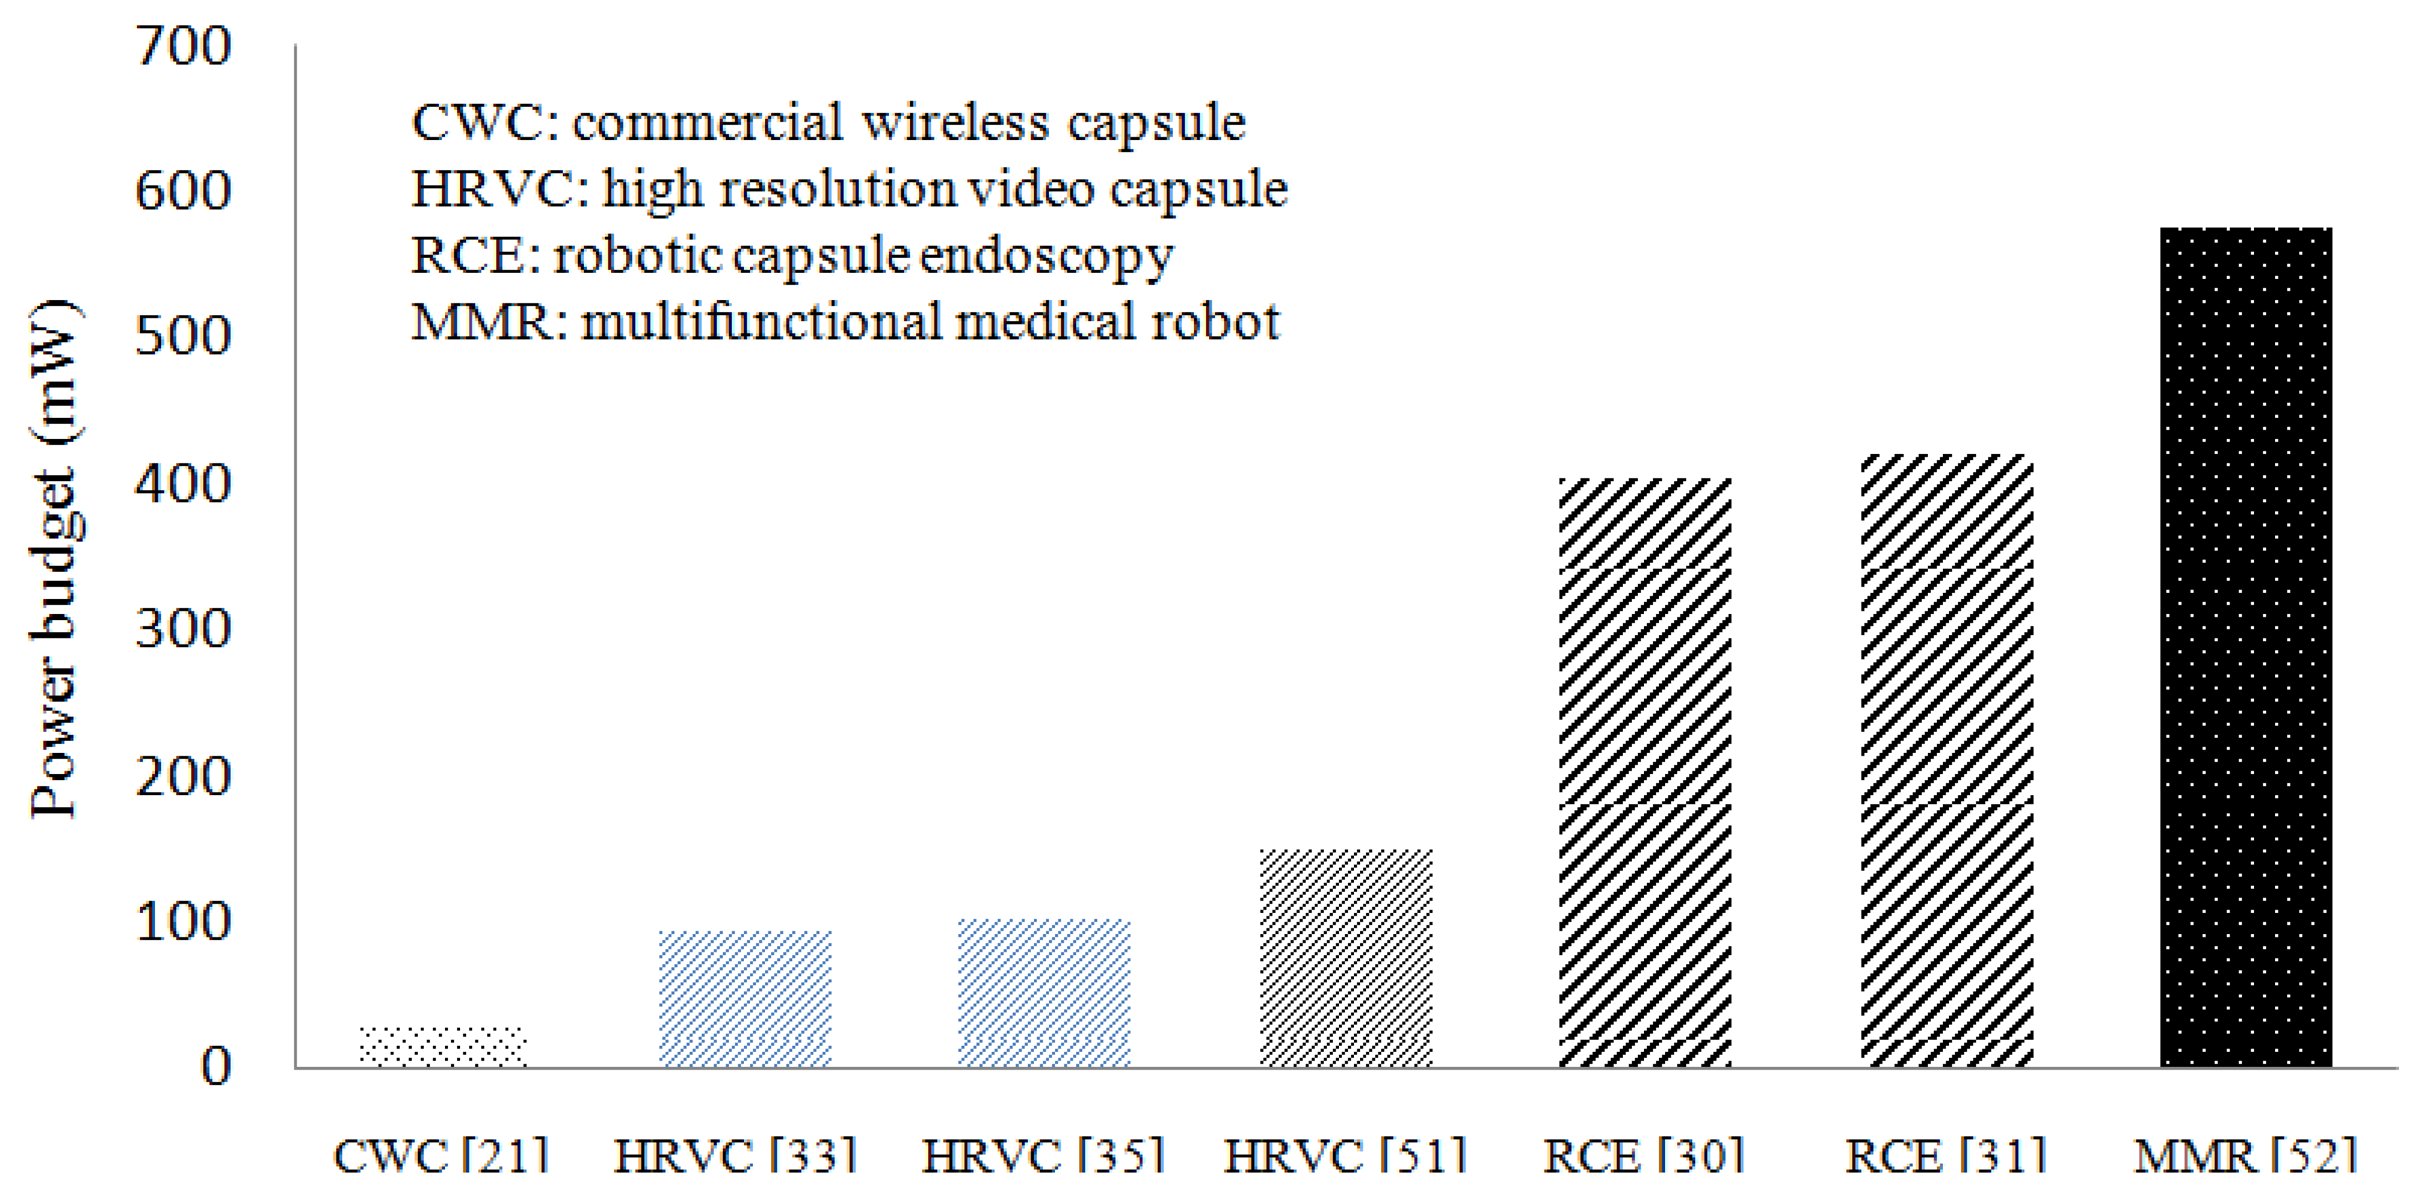 700
600
500
400
300
200
100
0
Power budget (mW)
CWC: commercial wireless capsule
HRVC: high resolution video capsule
RCE: robotic capsule endoscopy
MMR: multifunctional medical robot
CWC [21]
HRVC [33]
HRVC [35]
HRVC [51]
RCE [30]
RCE [31]
MMR [52]